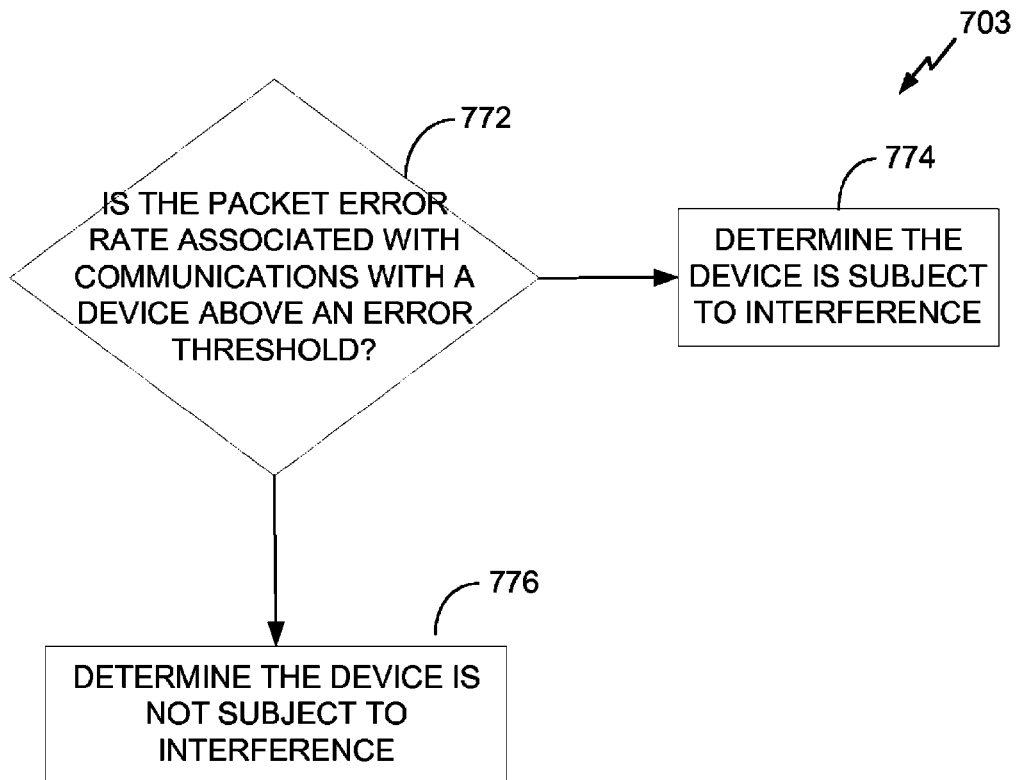 703
772
IS THE PACKET ERROR
RATE ASSOCIATED WITH
COMMUNICATIONS WITH A
DEVICE ABOVE AN ERROR
THRESHOLD?
774
DETERMINE THE
DEVICE IS SUBJECT
TO INTERFERENCE
776
DETERMINE THE DEVICE IS
NOT SUBJECT TO
INTERFERENCE